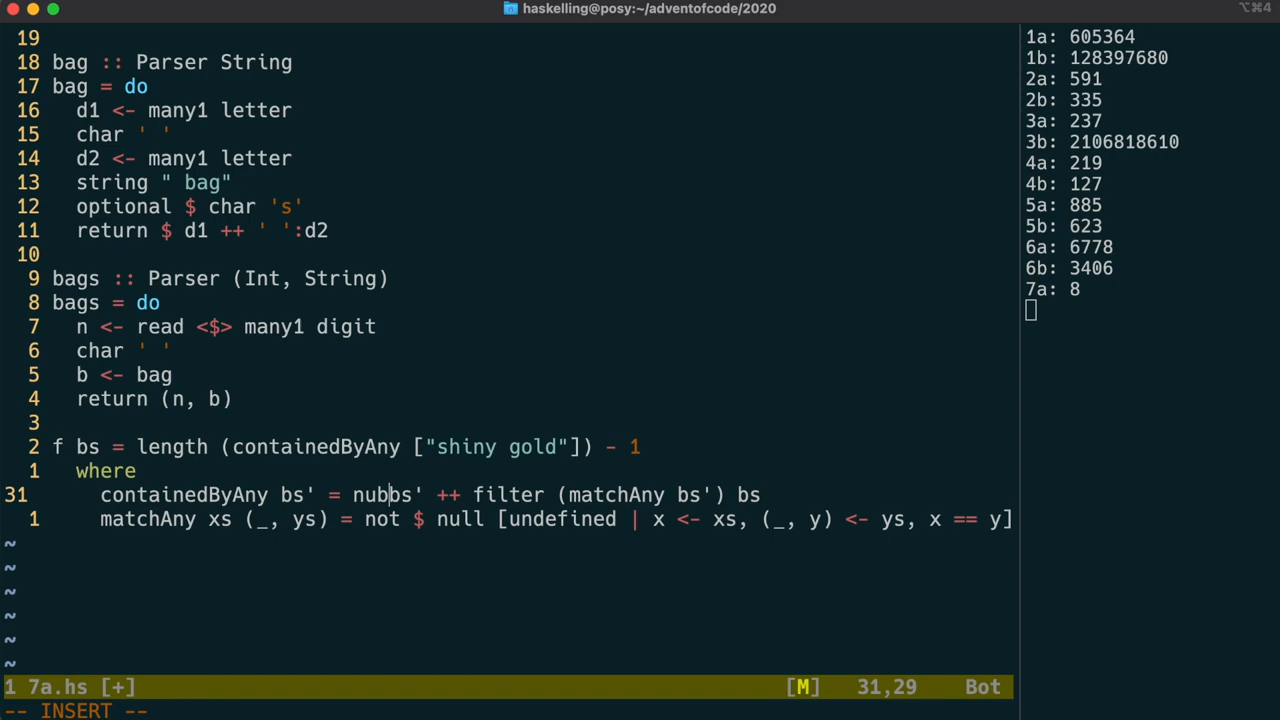 haskelling@posy:~/adventofcode/2020
⌥⌘4
19
18 bag :: Parser String
17 bag = do
16   d1 <- many1 letter
15   char ' '
14   d2 <- many1 letter
13   string " bag"
12   optional $ char 's'
11   return $ d1 ++ ' ':d2
10
9 bags :: Parser (Int, String)
8 bags = do
7   n <- read <$> many1 digit
6   char ' '
5   b <- bag
4   return (n, b)
3
2 f bs = length (containedByAny ["shiny gold"]) - 1
1   where
31     containedByAny bs' = nubbs' ++ filter (matchAny bs') bs
1     matchAny xs (_, ys) = not $ null [undefined | x <- xs, (_, y) <- ys, x == y]
~
~
~
~
~
~
1 7a.hs [+] [M] 31,29 Bot
-- INSERT --
1a: 605364
1b: 128397680
2a: 591
2b: 335
3a: 237
3b: 2106818610
4a: 219
4b: 127
5a: 885
5b: 623
6a: 6778
6b: 3406
7a: 8